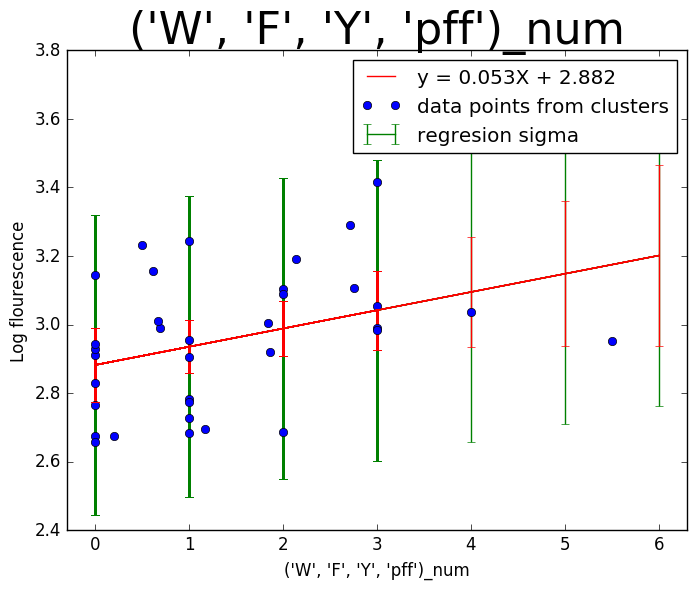 ('W', 'F', 'Y', 'pff')_num
3.8
3.6
3.4
3.2
3.0
2.8
2.6
2.4
Log flourescence
y = 0.053X + 2.882
data points from clusters
regresion sigma
0 1 2 3 4 5 6
('W', 'F', 'Y', 'pff')_num